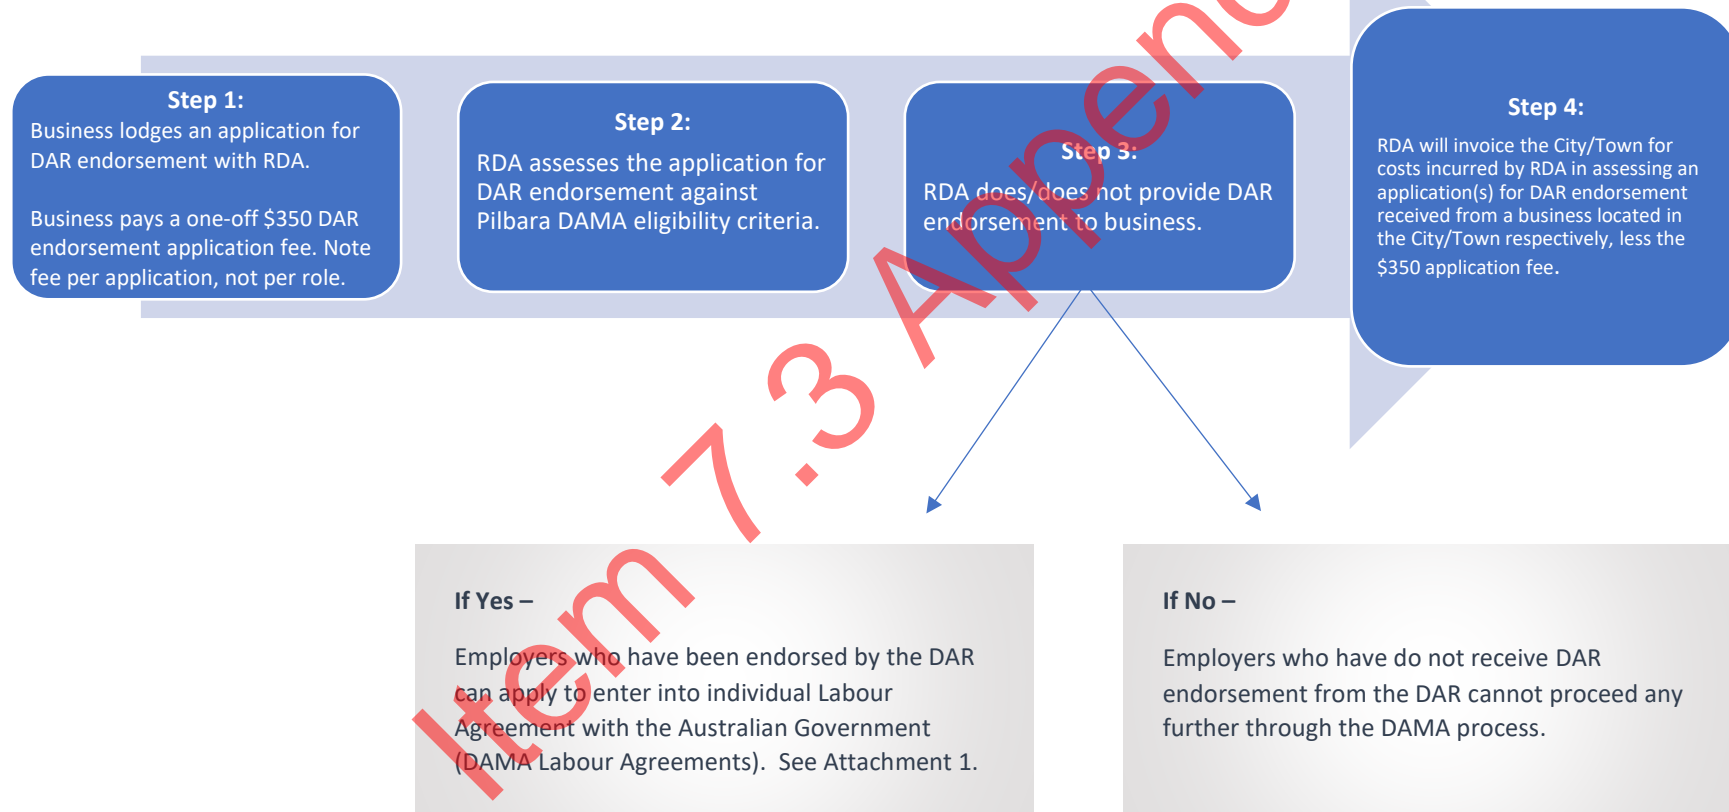 Step 1:
Business lodges an application for
DAR endorsement with RDA.
Business pays a one-off $350 DAR
endorsement application fee. Note
fee per application, not per role.
Step 2:
RDA assesses the application for
DAR endorsement against
Pilbara DAMA eligibility criteria.
Step 3:
RDA does/does not provide DAR
endorsement to business.
Step 4:
RDA will invoice the City/Town for
costs incurred by RDA in assessing an
application(s) for DAR endorsement
received from a business located in
the City/Town respectively, less the
$350 application fee.
If Yes –
Employers who have been endorsed by the DAR
can apply to enter into individual Labour
Agreement with the Australian Government
(DAMA Labour Agreements).  See Attachment 1.
If No –
Employers who have do not receive DAR
endorsement from the DAR cannot proceed any
further through the DAMA process.
Item 7.3